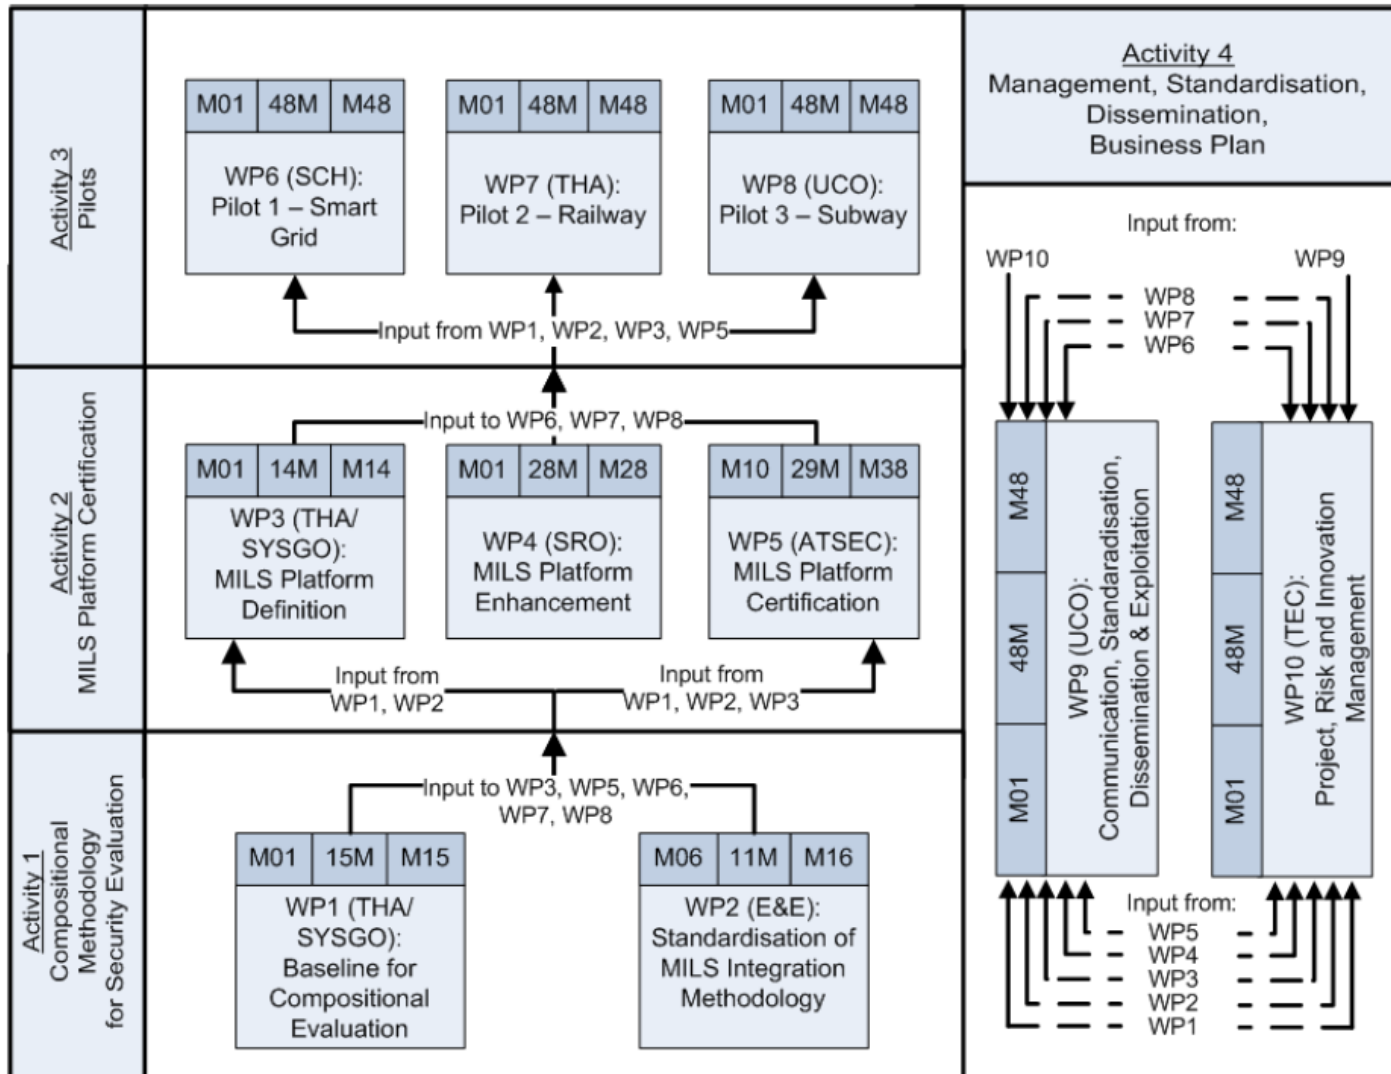 Activity 3
Pilots
M01 48M M48
WP6 (SCH):
Pilot 1 – Smart
Grid
M01 48M M48
WP7 (THA):
Pilot 2 – Railway
M01 48M M48
WP8 (UCO):
Pilot 3 – Subway
Input from WP1, WP2, WP3, WP5
Activity 2
MILS Platform Certification
Input to WP6, WP7, WP8
M01 14M M14
WP3 (THA/
SYSGO):
MILS Platform
Definition
M01 28M M28
WP4 (SRO):
MILS Platform
Enhancement
M10 29M M38
WP5 (ATSEC):
MILS Platform
Certification
Input from
WP1, WP2
Input from
WP1, WP2, WP3
Activity 1
Compositional
Methodology
for Security Evaluation
Input to WP3, WP5, WP6,
WP7, WP8
M01 15M M15
WP1 (THA/
SYSGO):
Baseline for
Compositional
Evaluation
M06 11M M16
WP2 (E&E):
Standardisation of
MILS Integration
Methodology
Activity 4
Management, Standardisation,
Dissemination,
Business Plan
Input from:
WP10
WP9
WP8
WP7
WP6
M01 48M M48
WP9 (UCO):
Communication, Standaradisation,
Dissemination & Exploitation
M01 48M M48
WP10 (TEC):
Project, Risk and Innovation
Management
Input from:
WP5
WP4
WP3
WP2
WP1